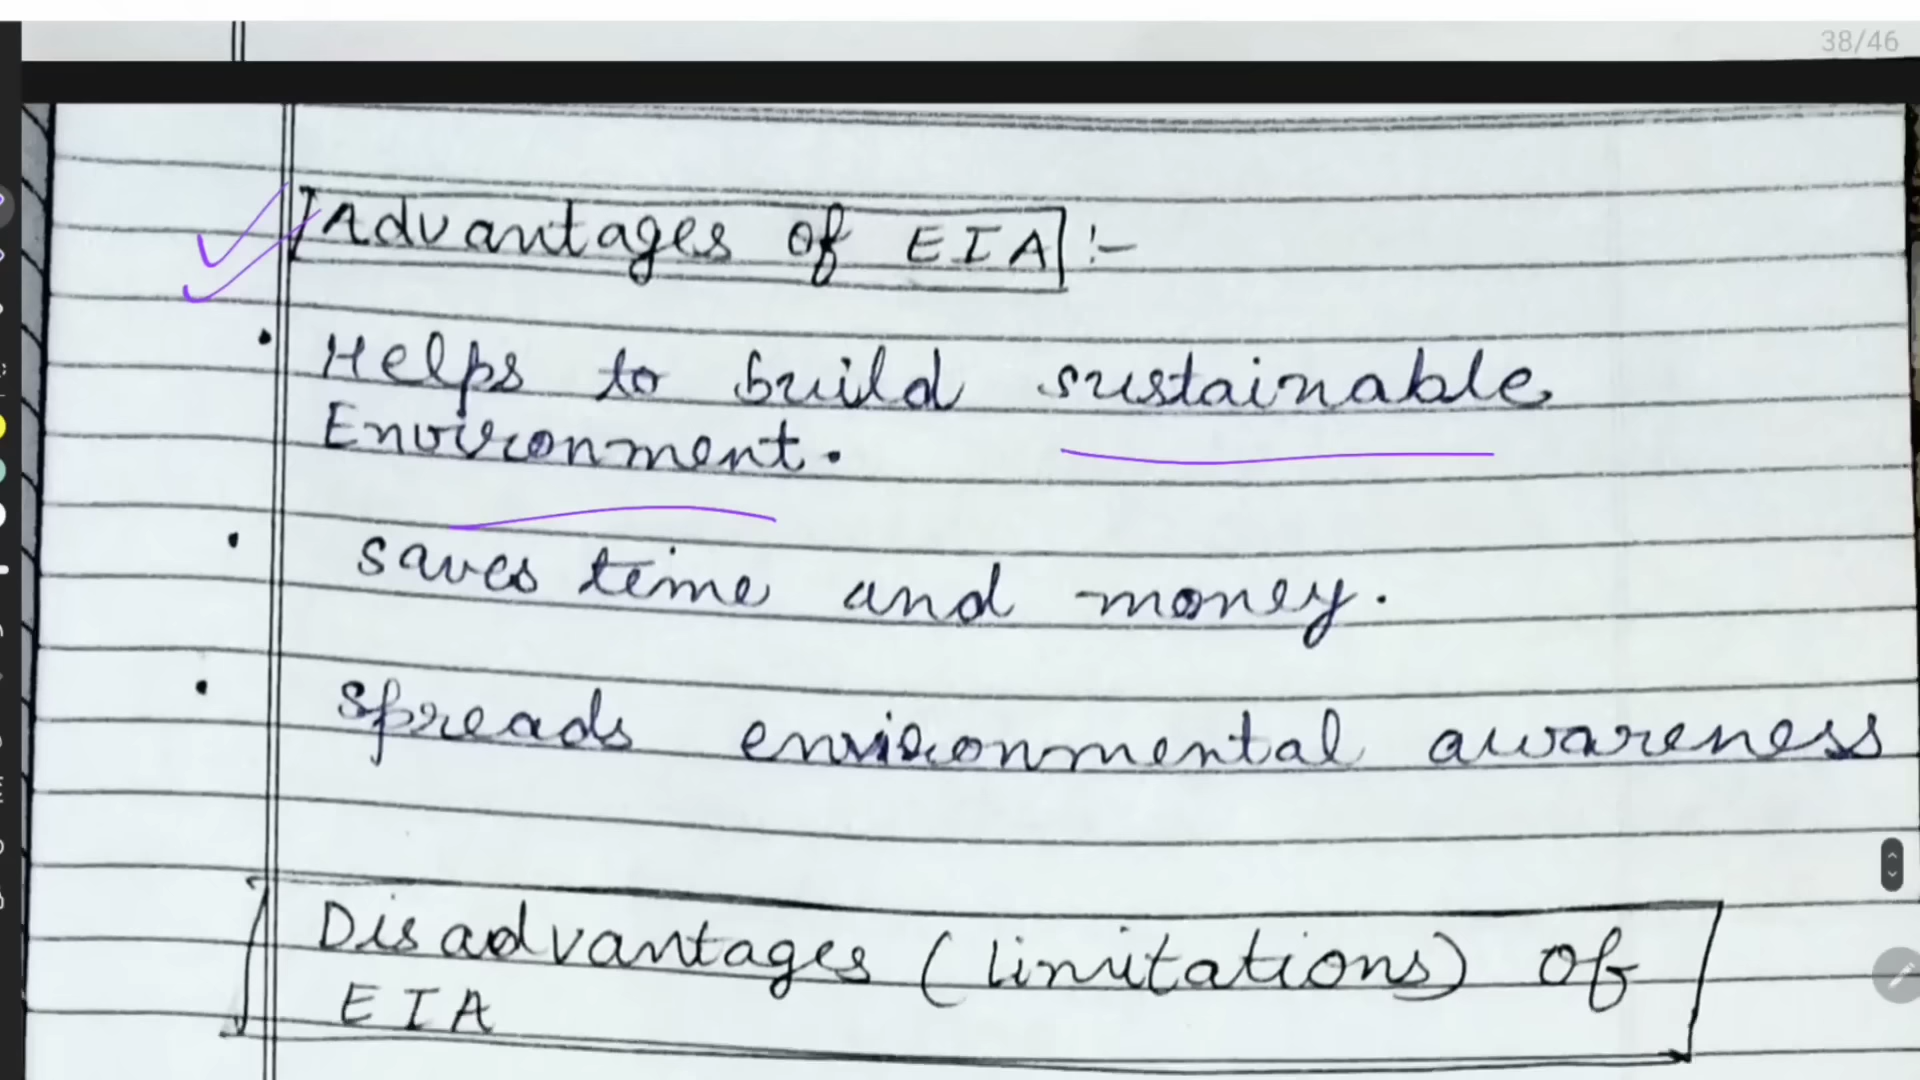 38/46
Advantages of EIA :-
• Helps to build sustainable
Environment.
• saves time and money.
• Spreads environmental awareness
Disadvantages (limitations) of
EIA